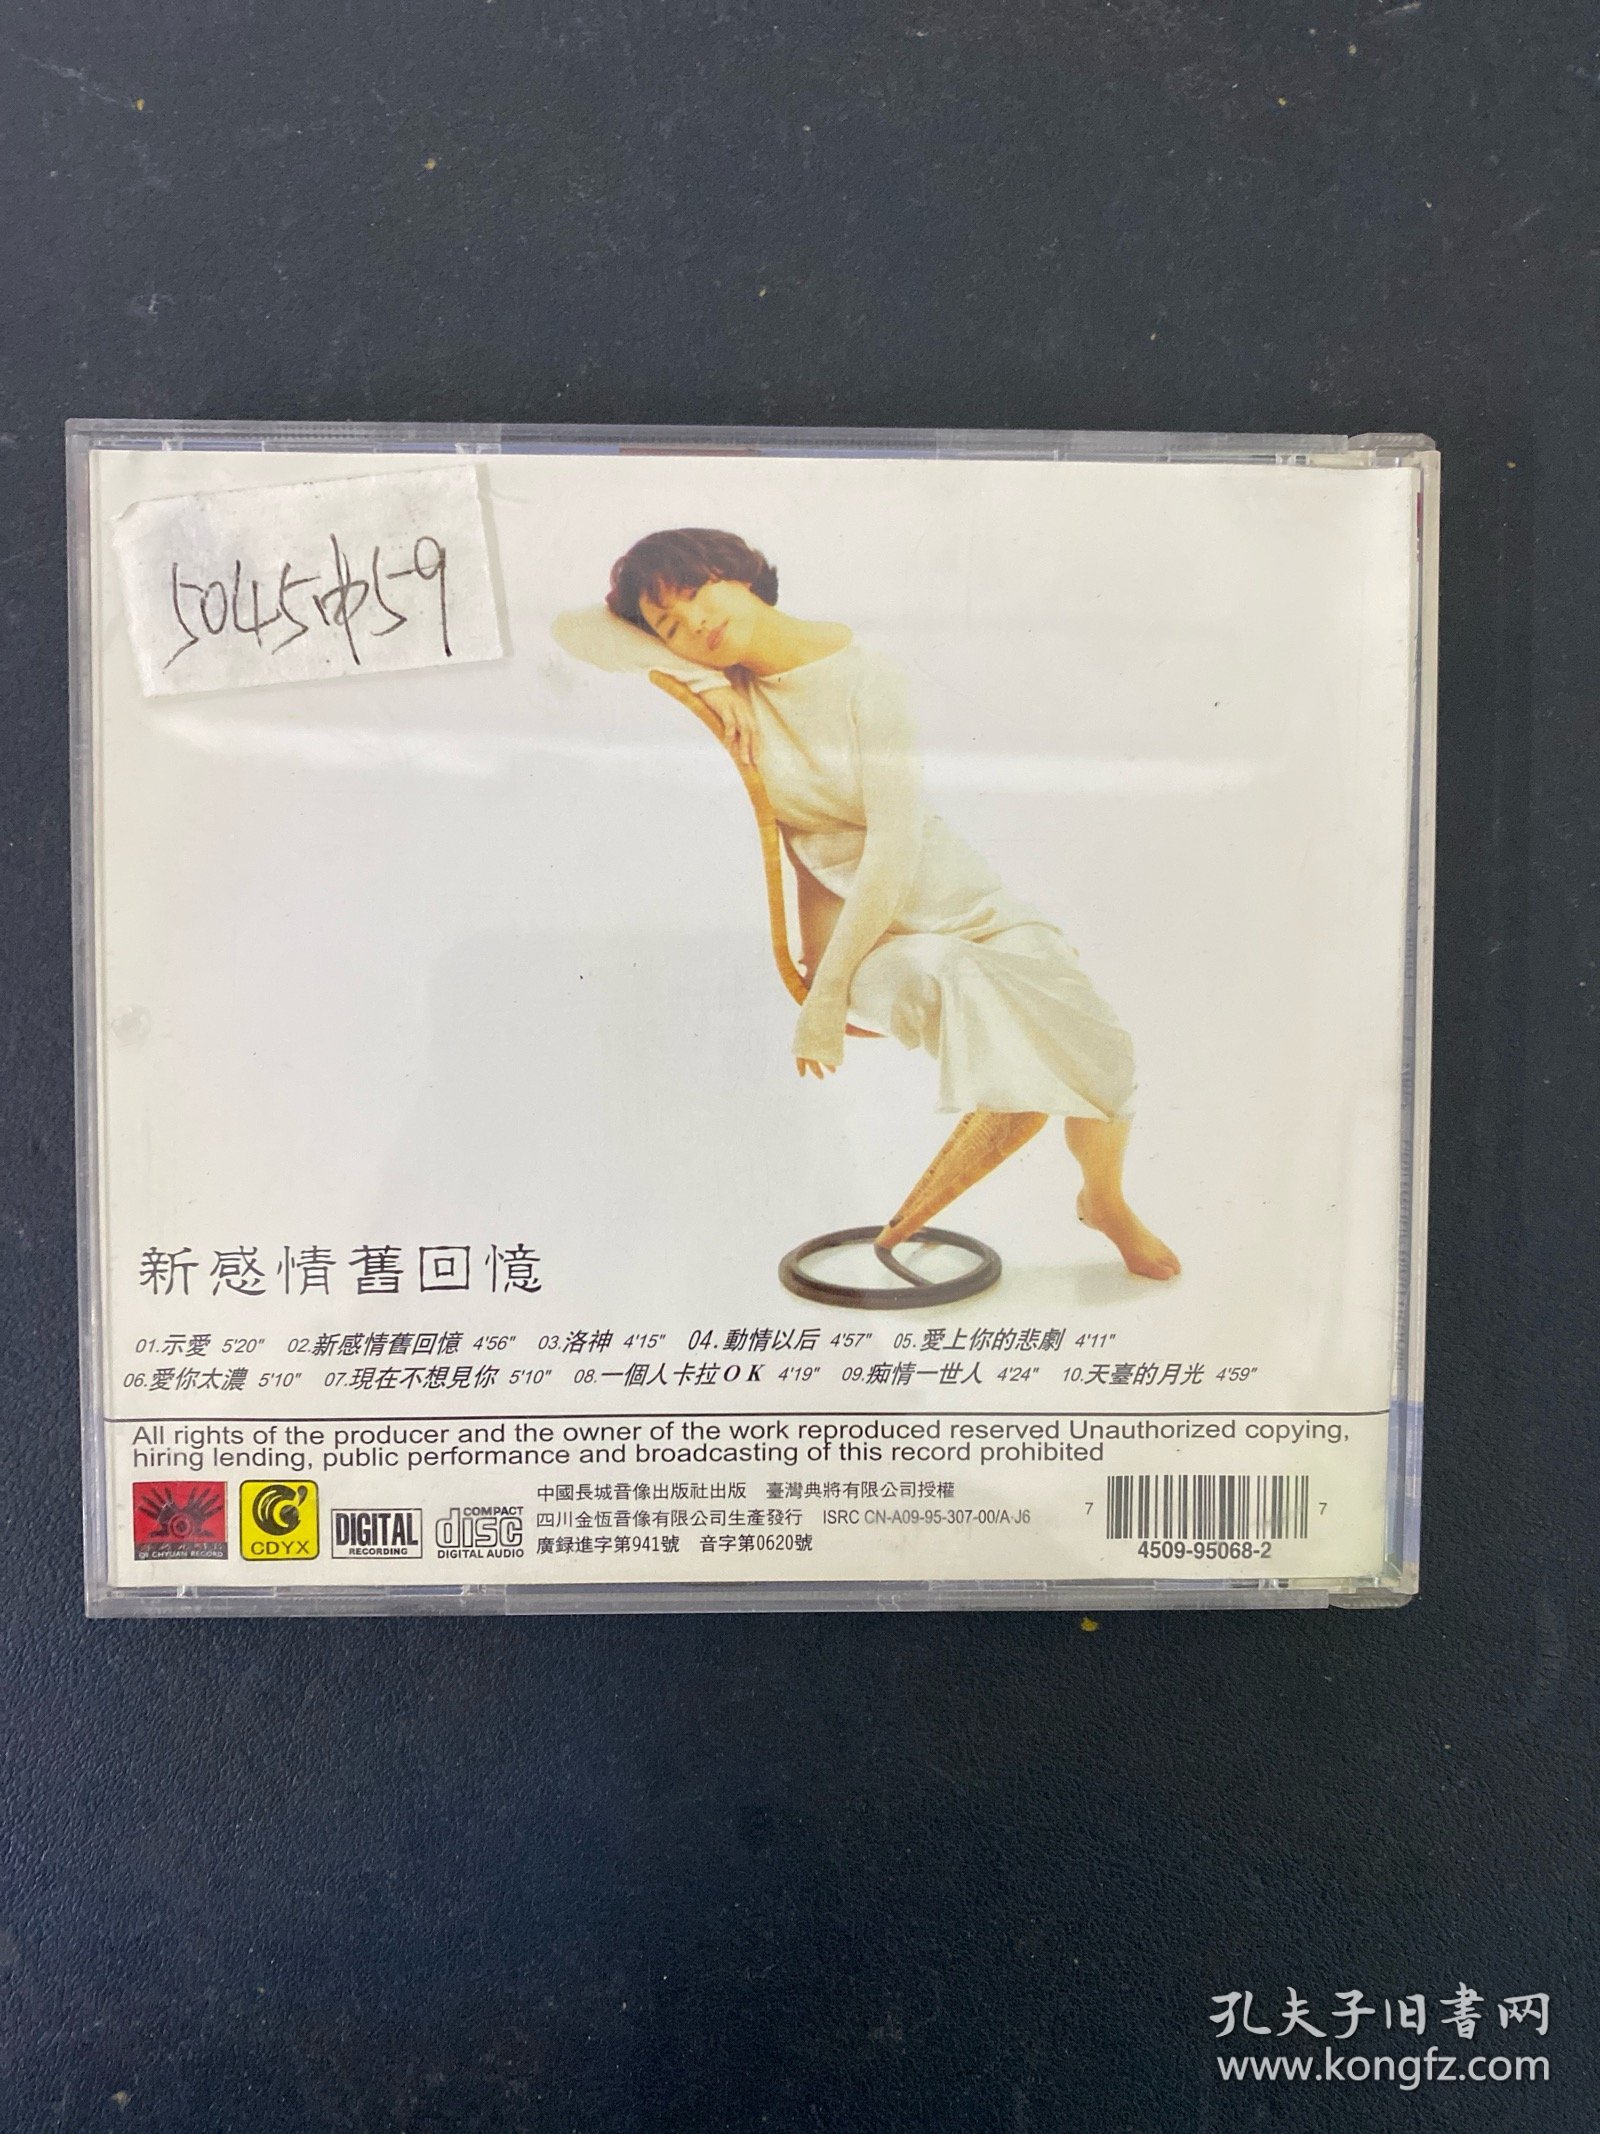 5045中59
新感情舊回憶
01.示愛 5'20" 02.新感情舊回憶 4'56" 03.洛神 4'15" 04.動情以后 4'57" 05.愛上你的悲劇 4'11"
06.愛你太濃 5'10" 07.現在不想見你 5'10" 08.一個人卡拉OK 4'19" 09.痴情一世人 4'24" 10.天臺的月光 4'59"
All rights of the producer and the owner of the work reproduced reserved Unauthorized copying,
hiring lending, public performance and broadcasting of this record prohibited
中國長城音像出版社出版 臺灣典將有限公司授權
四川金恆音像有限公司生產發行 ISRC CN-A09-95-307-00/A·J6
廣録進字第941號 音字第0620號
QI CHYUAN RECORD
CDYX
DIGITAL
RECORDING
COMPACT
disc
DIGITAL AUDIO
7 7
4509-95068-2
孔夫子旧书网
www.kongfz.com